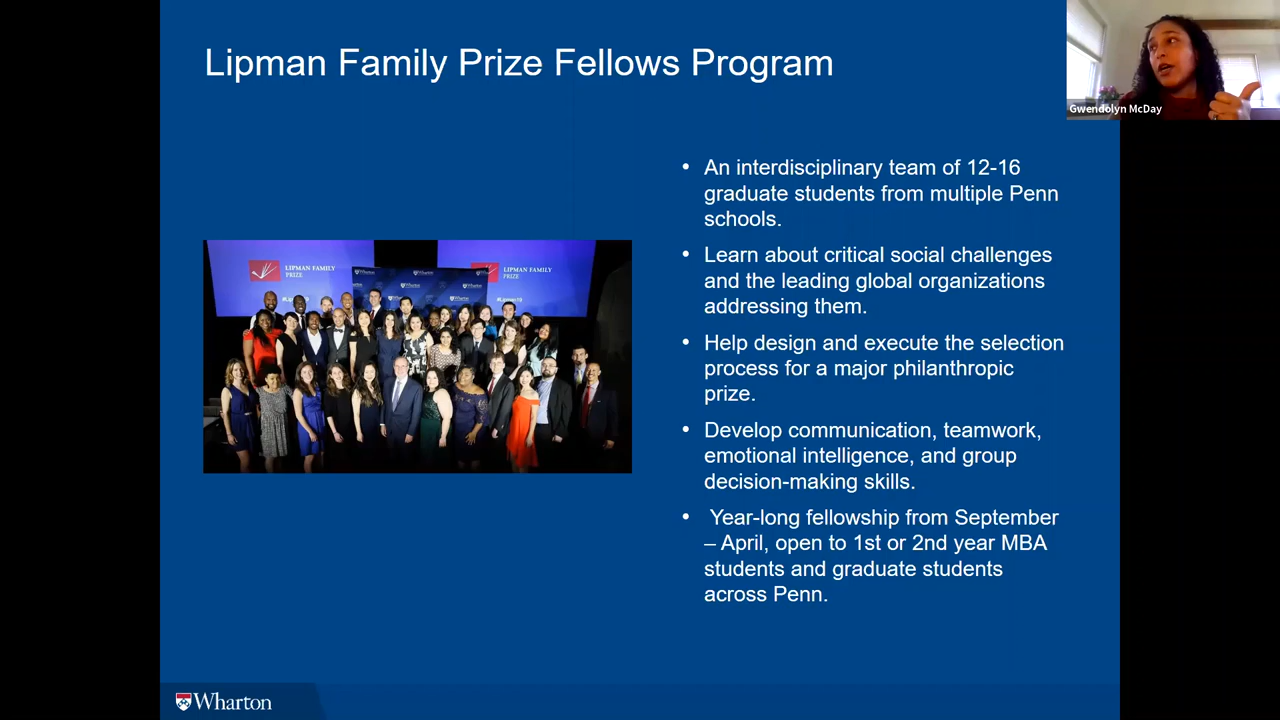 Lipman Family Prize Fellows Program
Gwendolyn McDay
• An interdisciplinary team of 12-16
graduate students from multiple Penn
schools.
• Learn about critical social challenges
and the leading global organizations
addressing them.
• Help design and execute the selection
process for a major philanthropic
prize.
• Develop communication, teamwork,
emotional intelligence, and group
decision-making skills.
• Year-long fellowship from September
– April, open to 1st or 2nd year MBA
students and graduate students
across Penn.
LIPMAN FAMILY
PRIZE
LIPMAN FAMILY
PRIZE
Wharton
Wharton
Wharton
Wharton
Wharton